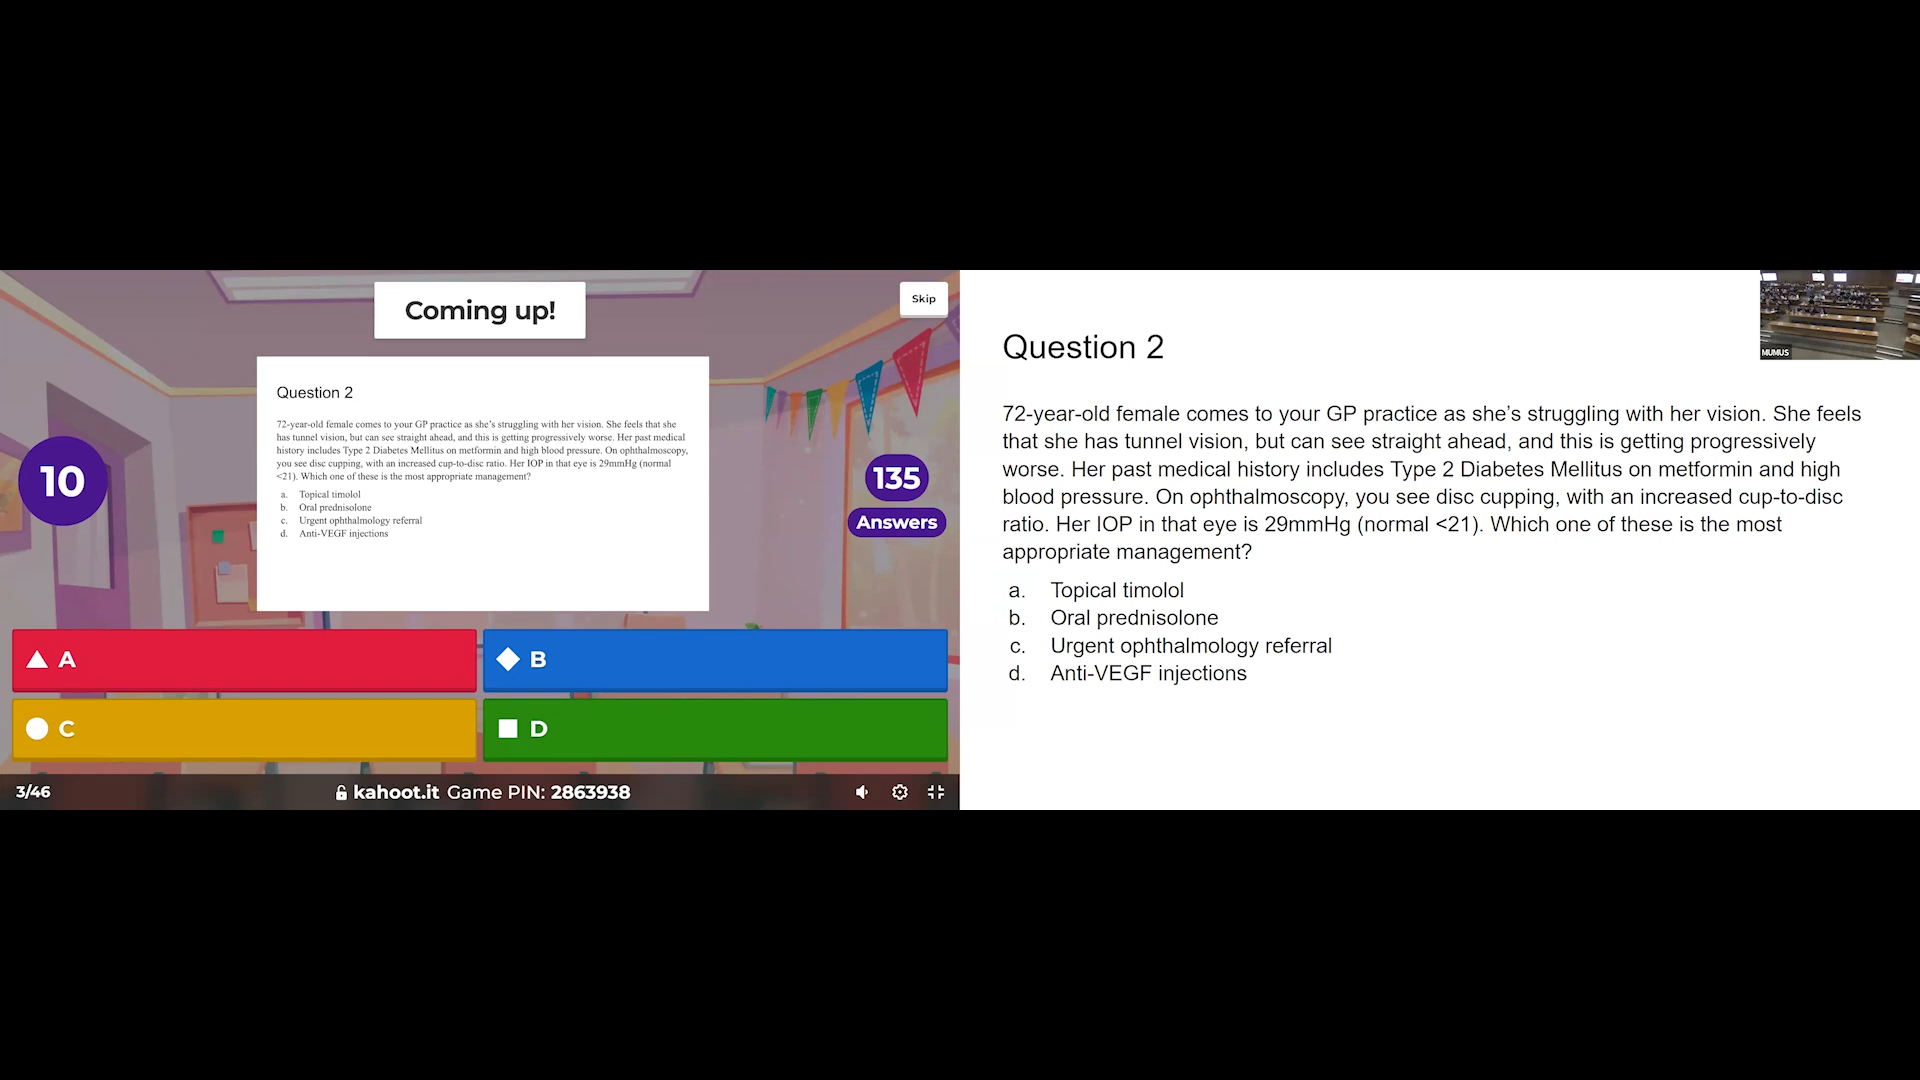 Coming up!
Skip
Question 2
72-year-old female comes to your GP practice as she's struggling with her vision. She feels that she
has tunnel vision, but can see straight ahead, and this is getting progressively worse. Her past medical
history includes Type 2 Diabetes Mellitus on metformin and high blood pressure. On ophthalmoscopy,
you see disc cupping, with an increased cup-to-disc ratio. Her IOP in that eye is 29mmHg (normal
<21). Which one of these is the most appropriate management?
a. Topical timolol
b. Oral prednisolone
c. Urgent ophthalmology referral
d. Anti-VEGF injections
10
135
Answers
A
B
C
D
3/46
kahoot.it Game PIN: 2863938
Question 2
72-year-old female comes to your GP practice as she's struggling with her vision. She feels
that she has tunnel vision, but can see straight ahead, and this is getting progressively
worse. Her past medical history includes Type 2 Diabetes Mellitus on metformin and high
blood pressure. On ophthalmoscopy, you see disc cupping, with an increased cup-to-disc
ratio. Her IOP in that eye is 29mmHg (normal <21). Which one of these is the most
appropriate management?
a. Topical timolol
b. Oral prednisolone
c. Urgent ophthalmology referral
d. Anti-VEGF injections
MUMUS